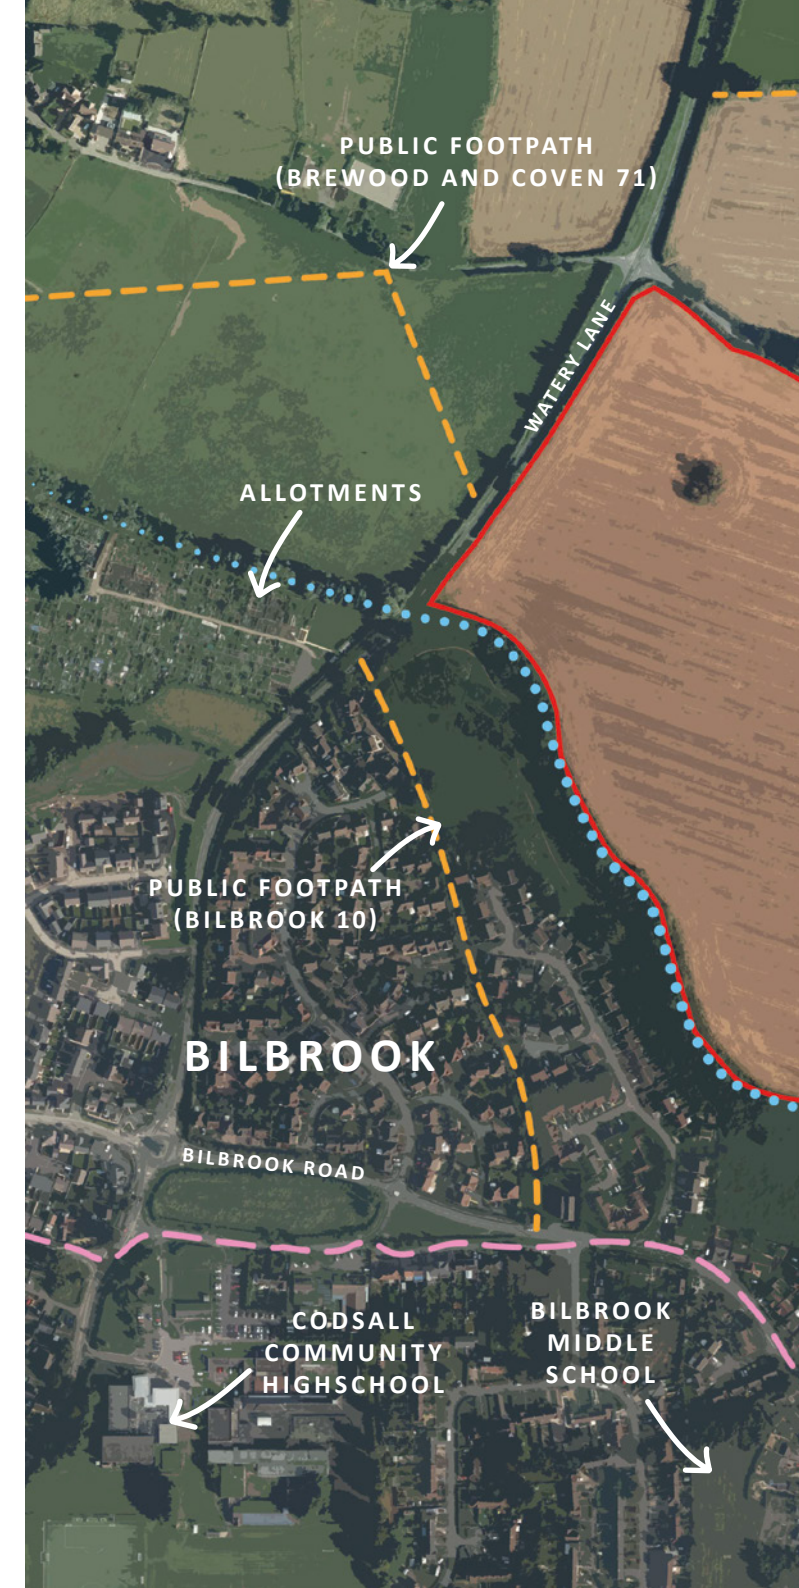 PUBLIC FOOTPATH
(BREWOOD AND COVEN 71)
WATERY LANE
ALLOTMENTS
PUBLIC FOOTPATH
(BILBROOK 10)
BILBROOK
BILBROOK ROAD
CODSALL
COMMUNITY
HIGHSCHOOL
BILBROOK
MIDDLE
SCHOOL